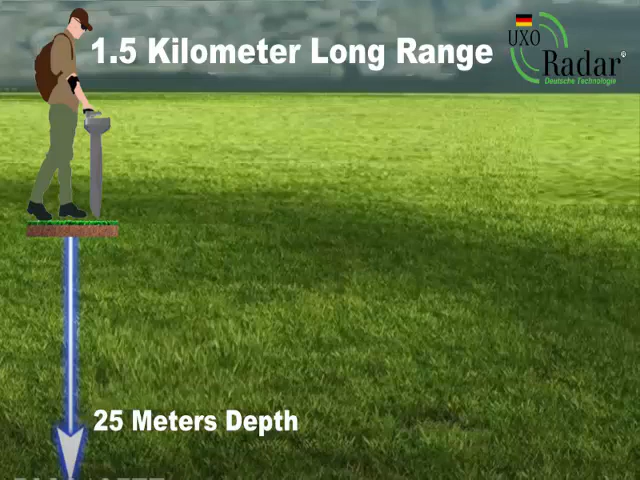 1.5 Kilometer Long Range
UXO
Radar®
Deutsche Technologie
25 Meters Depth